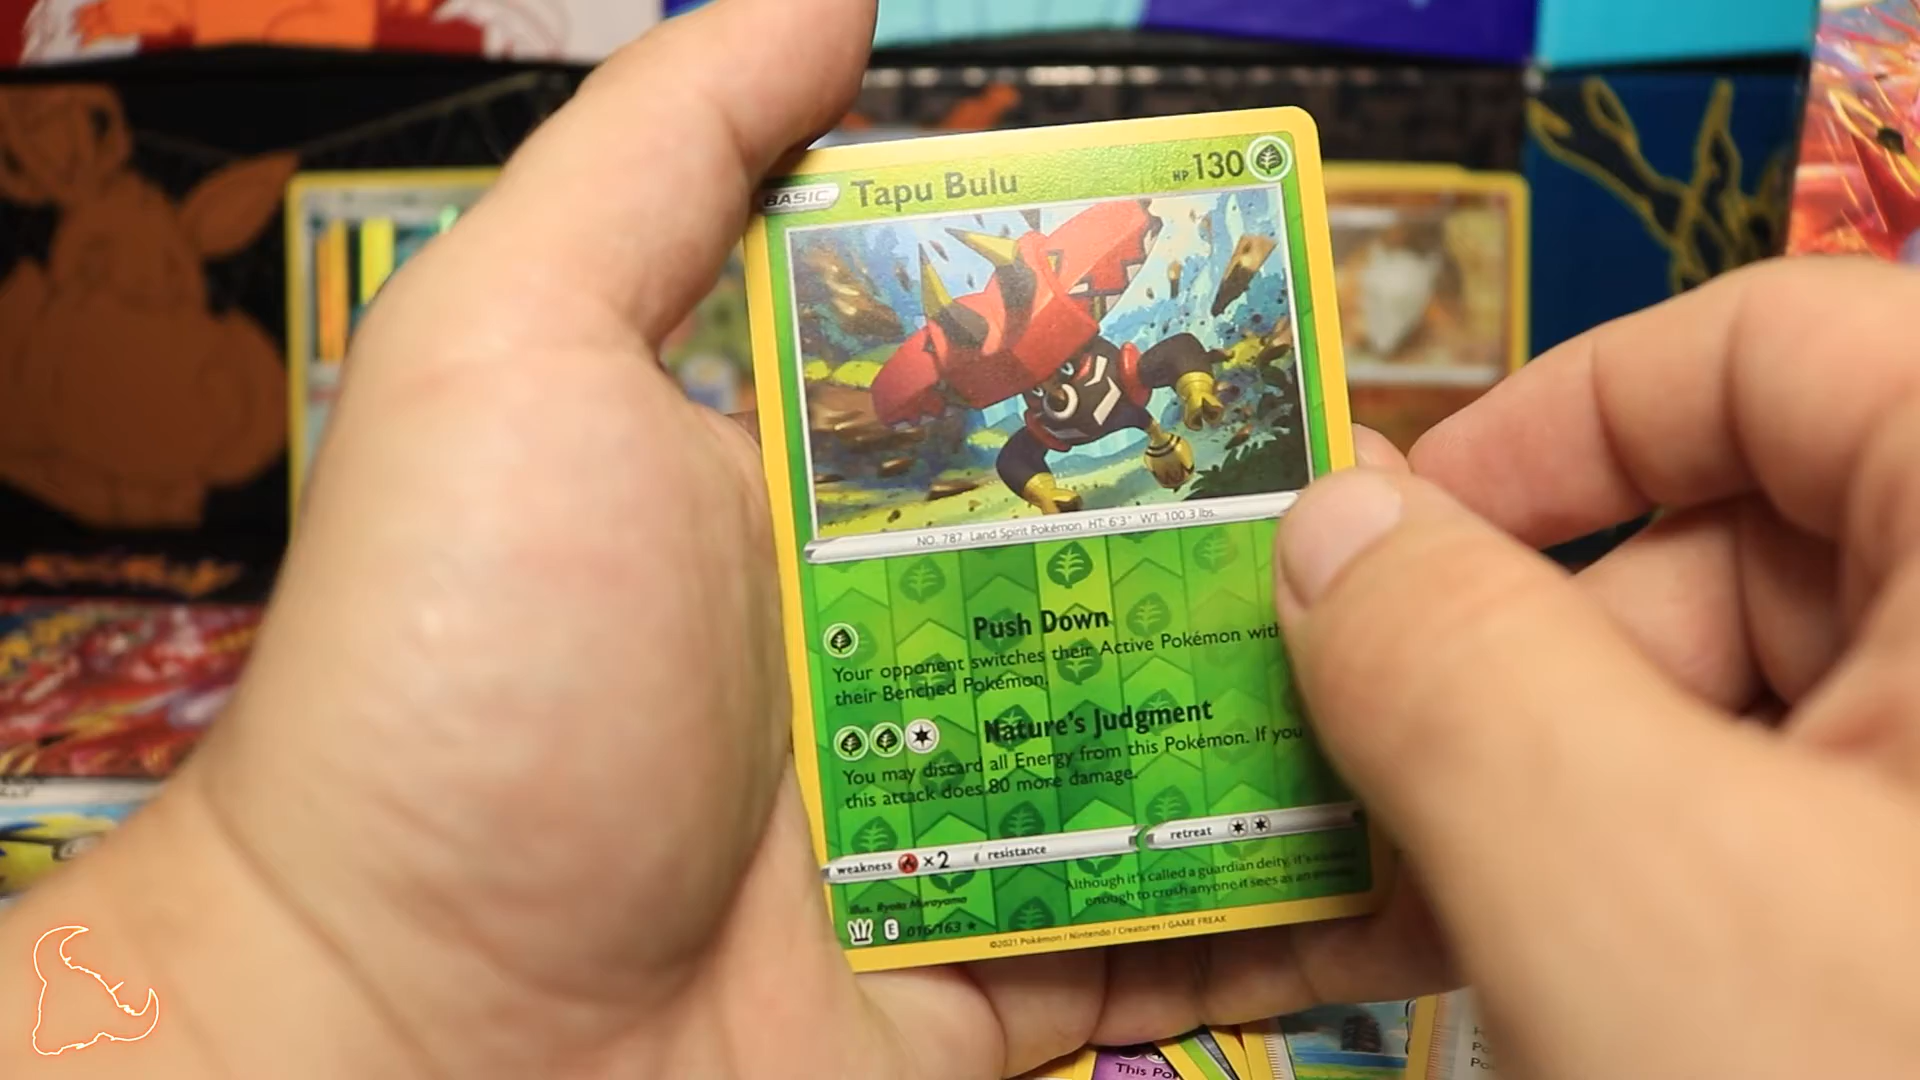 BASIC Tapu Bulu HP 130
NO. 787 Land Spirit Pokémon HT: 6'3" WT: 100.3 lbs.
Push Down
Your opponent switches their Active Pokémon with
their Benched Pokémon.
Nature's Judgment
You may discard all Energy from this Pokémon. If you
this attack does 80 more damage.
weakness ×2 resistance retreat
Although it's called a guardian deity, it's
enough to crush anyone it sees as an
Illus. Ryota Murayama
E 016/163 ★
©2021 Pokémon / Nintendo / Creatures / GAME FREAK
This